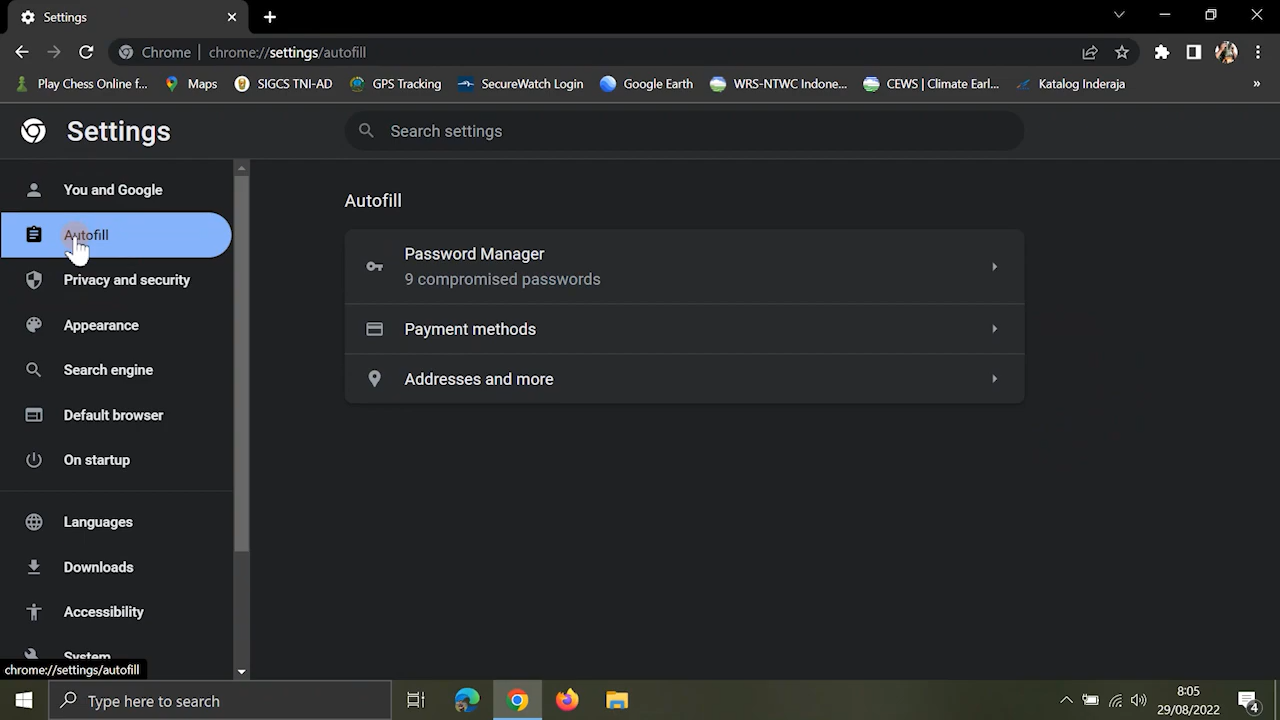 Settings
Chrome | chrome://settings/autofill
Play Chess Online f... Maps SIGCS TNI-AD GPS Tracking SecureWatch Login Google Earth WRS-NTWC Indone... CEWS | Climate Earl... Katalog Inderaja »
Settings
Search settings
You and Google
Autofill
Privacy and security
Appearance
Search engine
Default browser
On startup
Languages
Downloads
Accessibility
System
Autofill
Password Manager
9 compromised passwords
Payment methods
Addresses and more
chrome://settings/autofill
Type here to search
8:05
29/08/2022
4